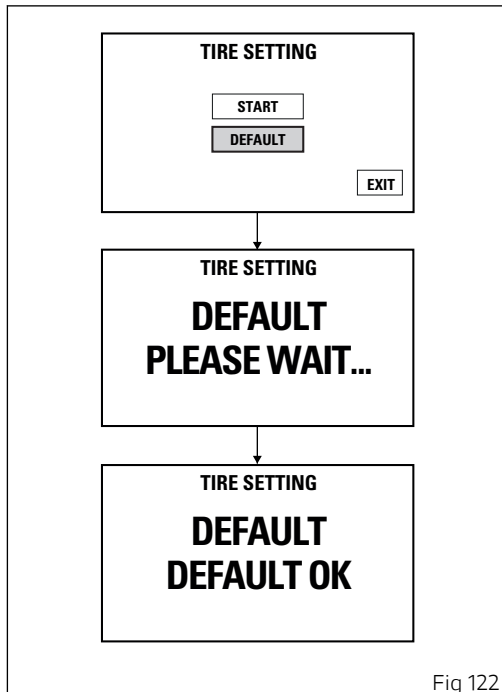 TIRE SETTING
START
DEFAULT
EXIT
TIRE SETTING
DEFAULT
PLEASE WAIT...
TIRE SETTING
DEFAULT
DEFAULT OK
Fig 122